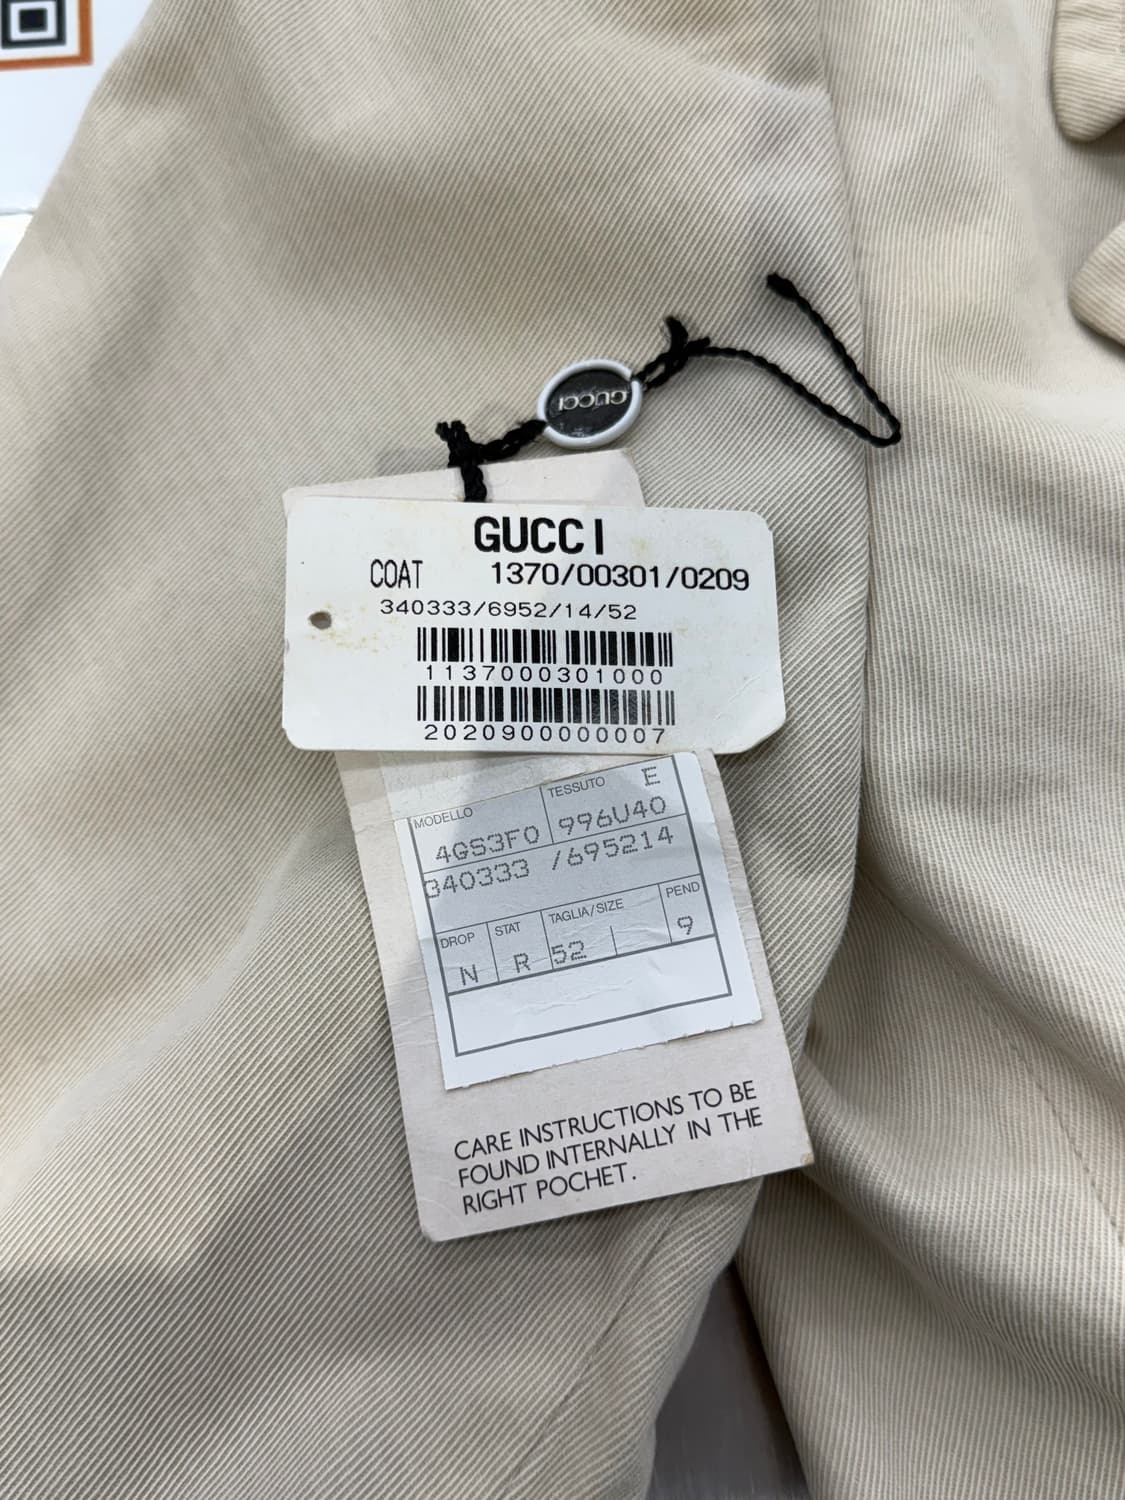 GUCCI
GUCCI
COAT 1370/00301/0209
340333/6952/14/52
1137000301000
2020900000007
MODELLO TESSUTO E
4GS3F0 996U40
340333 /695214
DROP STAT TAGLIA/SIZE PEND
N R 52 9
CARE INSTRUCTIONS TO BE
FOUND INTERNALLY IN THE
RIGHT POCHET.